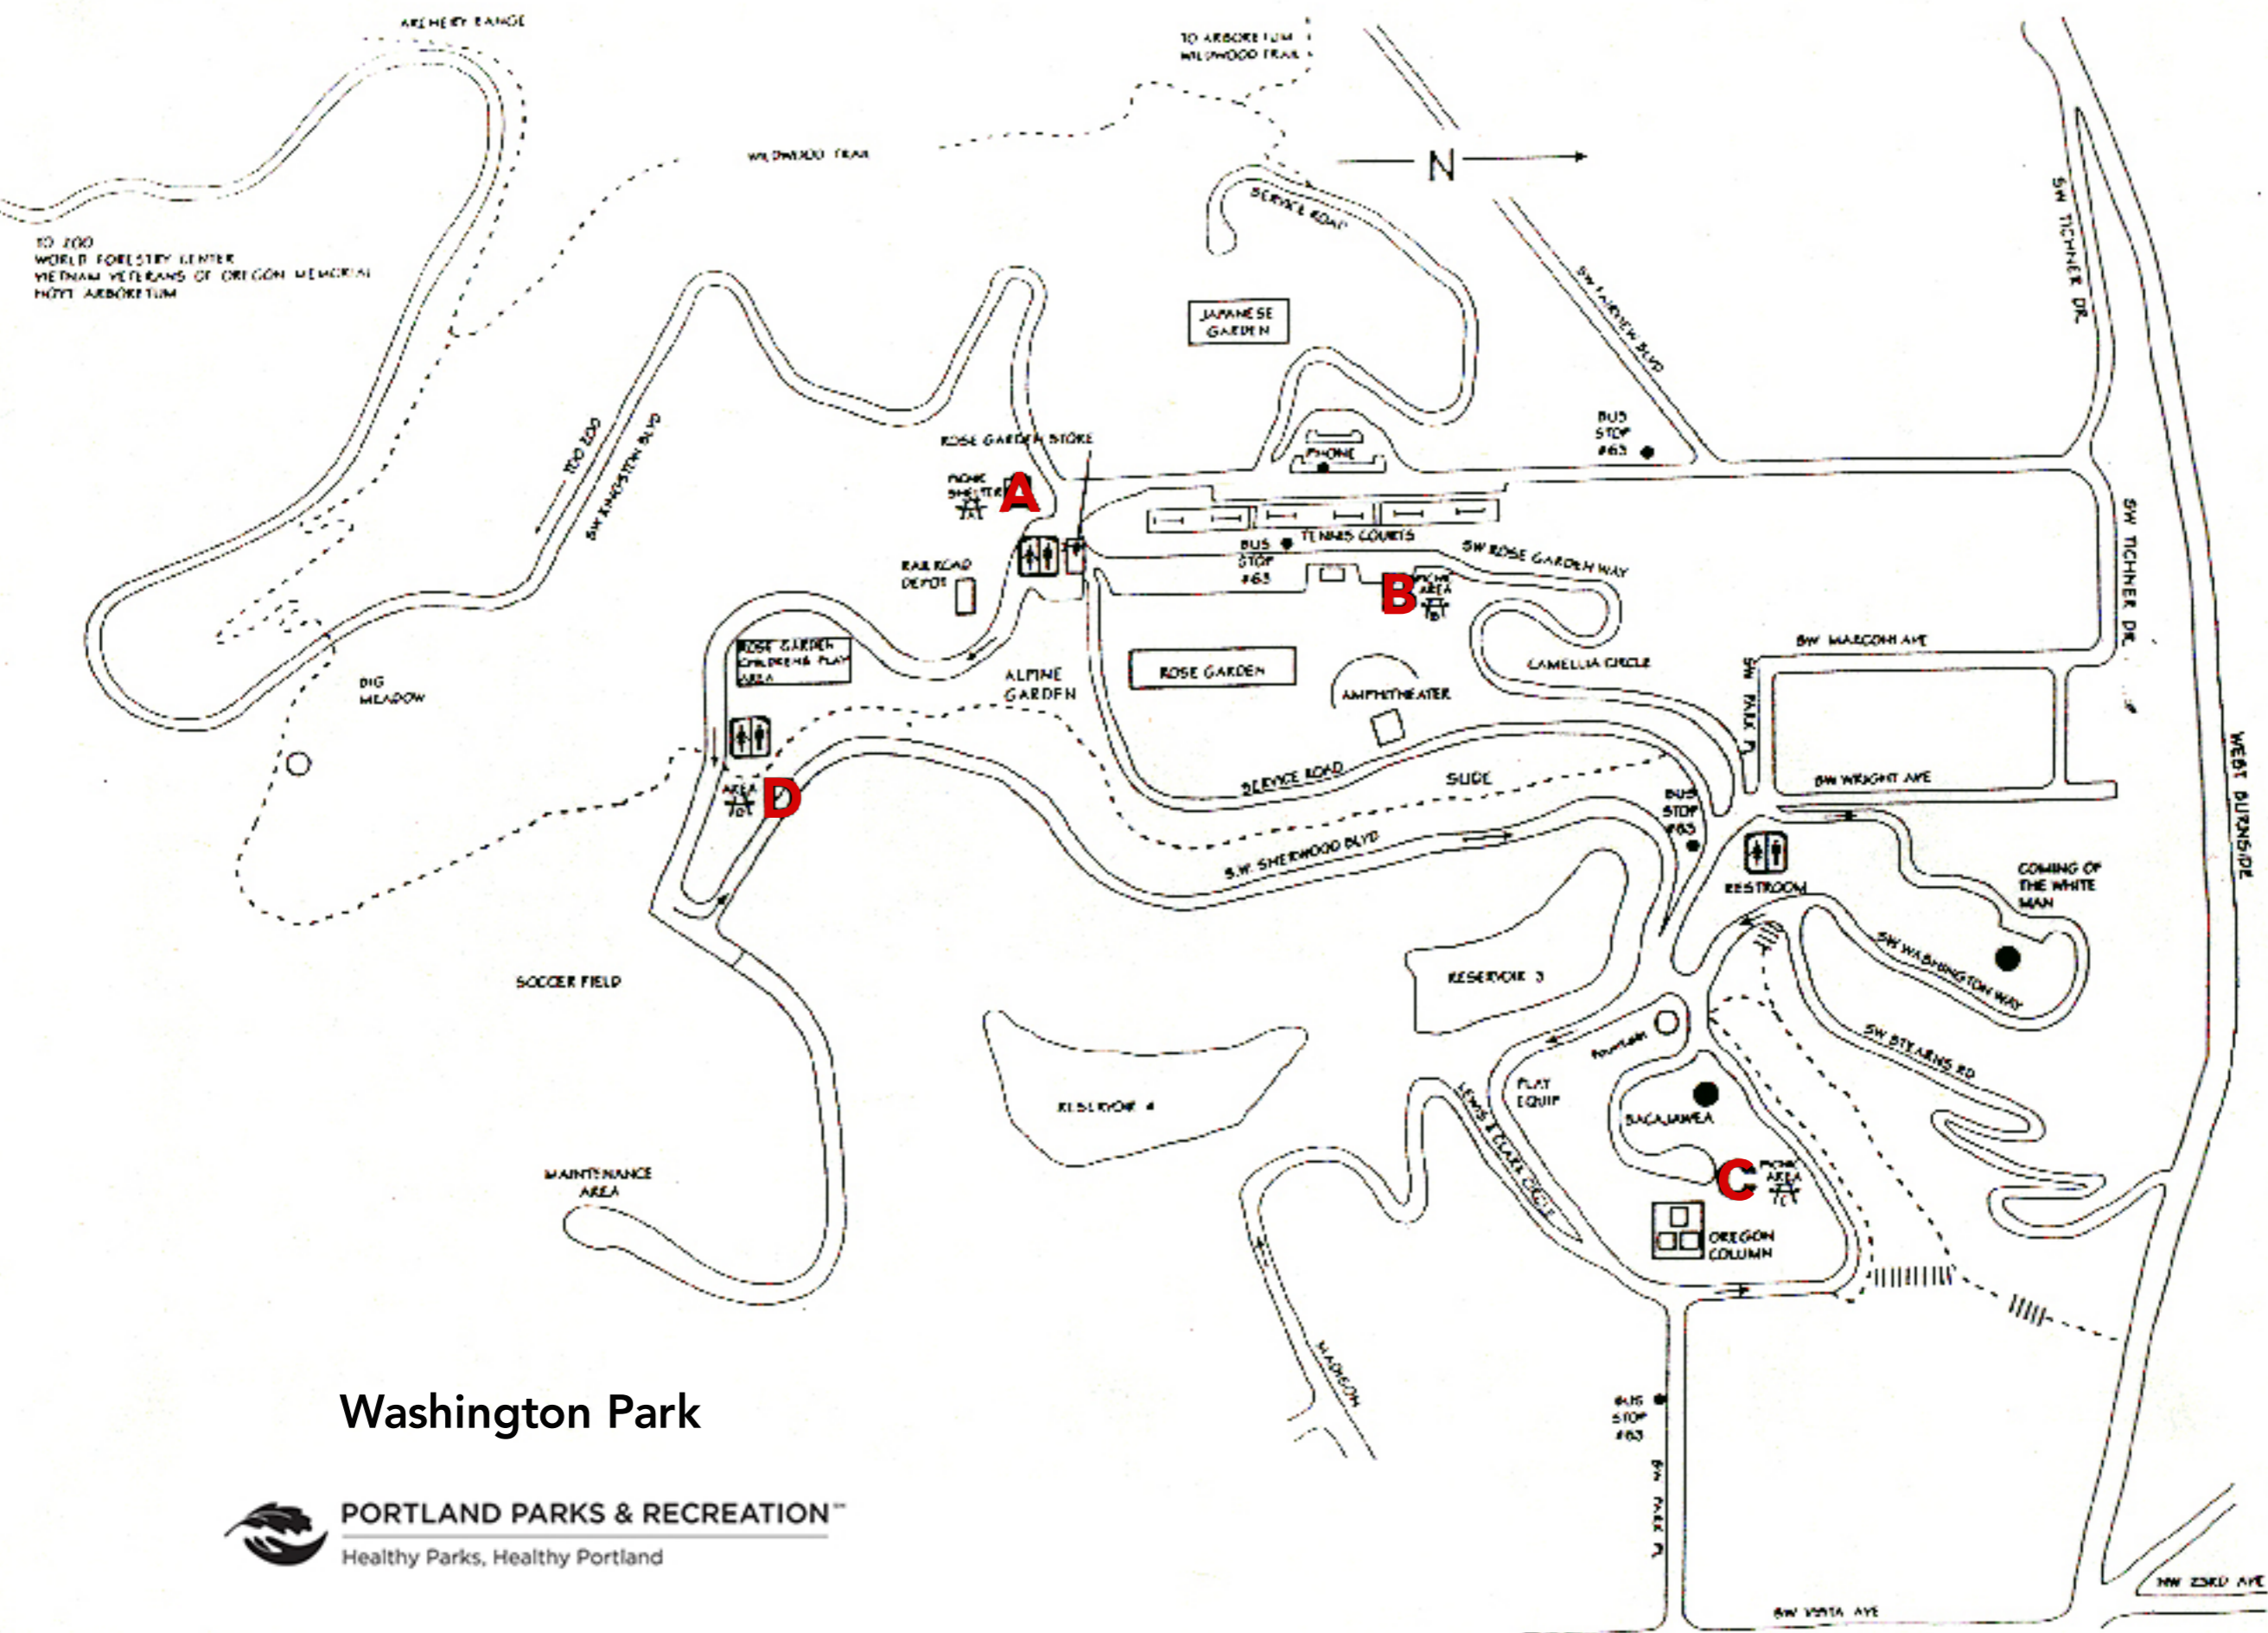 ARCHERY RANGE
TO ARBORETUM
WILDWOOD TRAIL
WILDWOOD TRAIL
N
SERVICE ROAD
SW TICHNER DR.
TO ZOO
WORLD FORESTRY CENTER
VIETNAM VETERANS OF OREGON MEMORIAL
HOYT ARBORETUM
JAPANESE
GARDEN
SW FAIRVIEW BLVD
TOO ZOO
SW KINGSTON BLVD
ROSE GARDEN STORE
BUS
STOP
#63
PHONE
PICNIC
SHELTER
A
TENNIS COURTS
BUS
STOP
#63
SW ROSE GARDEN WAY
SW TICHNER DR.
RAILROAD
DEPOT
B
PICNIC
AREA
B
ROSE GARDEN
CHILDRENS PLAY
AREA
ALPINE
GARDEN
ROSE GARDEN
AMPHITHEATER
CAMELLIA CIRCLE
SW MARCONI AVE
SW PARK PL
BIG
MEADOW
AREA
D
SERVICE ROAD
SLIDE
SW WRIGHT AVE
WEST BURNSIDE
BUS
STOP
#63
S.W. SHERWOOD BLVD
RESTROOM
COMING OF
THE WHITE
MAN
SW WASHINGTON WAY
SOCCER FIELD
RESERVOIR 3
Fountain
SW STEARNS RD
RESERVOIR 4
LEWIS & CLARK CIRCLE
PLAY
EQUIP
SACAJAWEA
MAINTENANCE
AREA
C
PICNIC
AREA
C
OREGON
COLUMN
MADISON
BUS
STOP
#63
SW PARK PL
Washington Park
PORTLAND PARKS & RECREATION℠
Healthy Parks, Healthy Portland
SW VISTA AVE
NW 23RD AVE